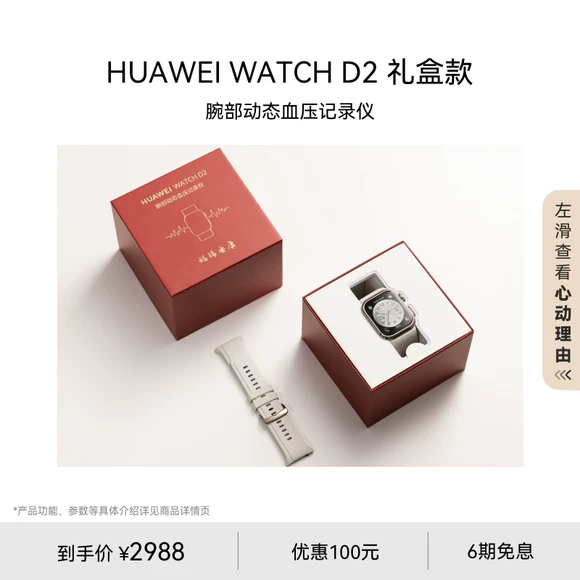 HUAWEI WATCH D2 礼盒款
腕部动态血压记录仪
HUAWEI WATCH D2
腕部动态血压记录仪
左滑查看心动理由
*产品功能、参数等具体介绍详见商品详情页
到手价 ¥2988
优惠100元
6期免息